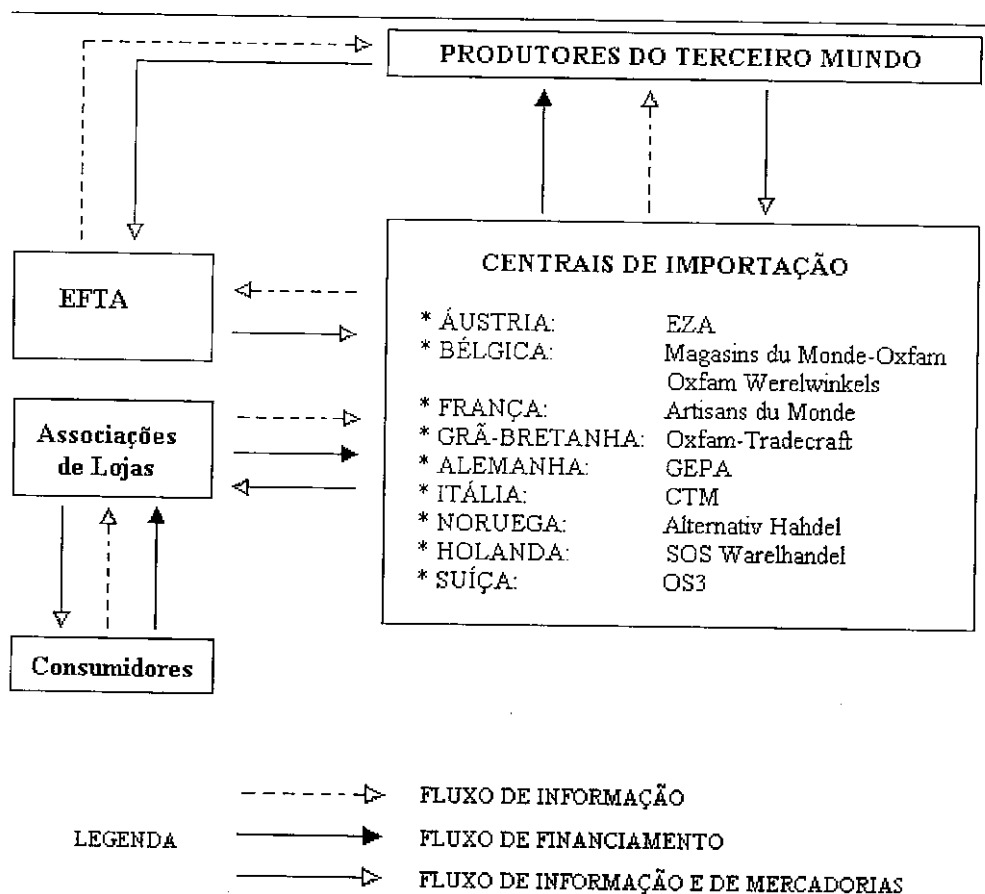 PRODUTORES DO TERCEIRO MUNDO
EFTA
CENTRAIS DE IMPORTAÇÃO
* ÁUSTRIA: EZA
* BÉLGICA: Magasins du Monde-Oxfam
Oxfam Werelwinkels
* FRANÇA: Artisans du Monde
* GRÃ-BRETANHA: Oxfam-Tradecraft
* ALEMANHA: GEPA
* ITÁLIA: CTM
* NORUEGA: Alternativ Hahdel
* HOLANDA: SOS Warelhandel
* SUÍÇA: OS3
Associações
de Lojas
Consumidores
LEGENDA
FLUXO DE INFORMAÇÃO
FLUXO DE FINANCIAMENTO
FLUXO DE INFORMAÇÃO E DE MERCADORIAS